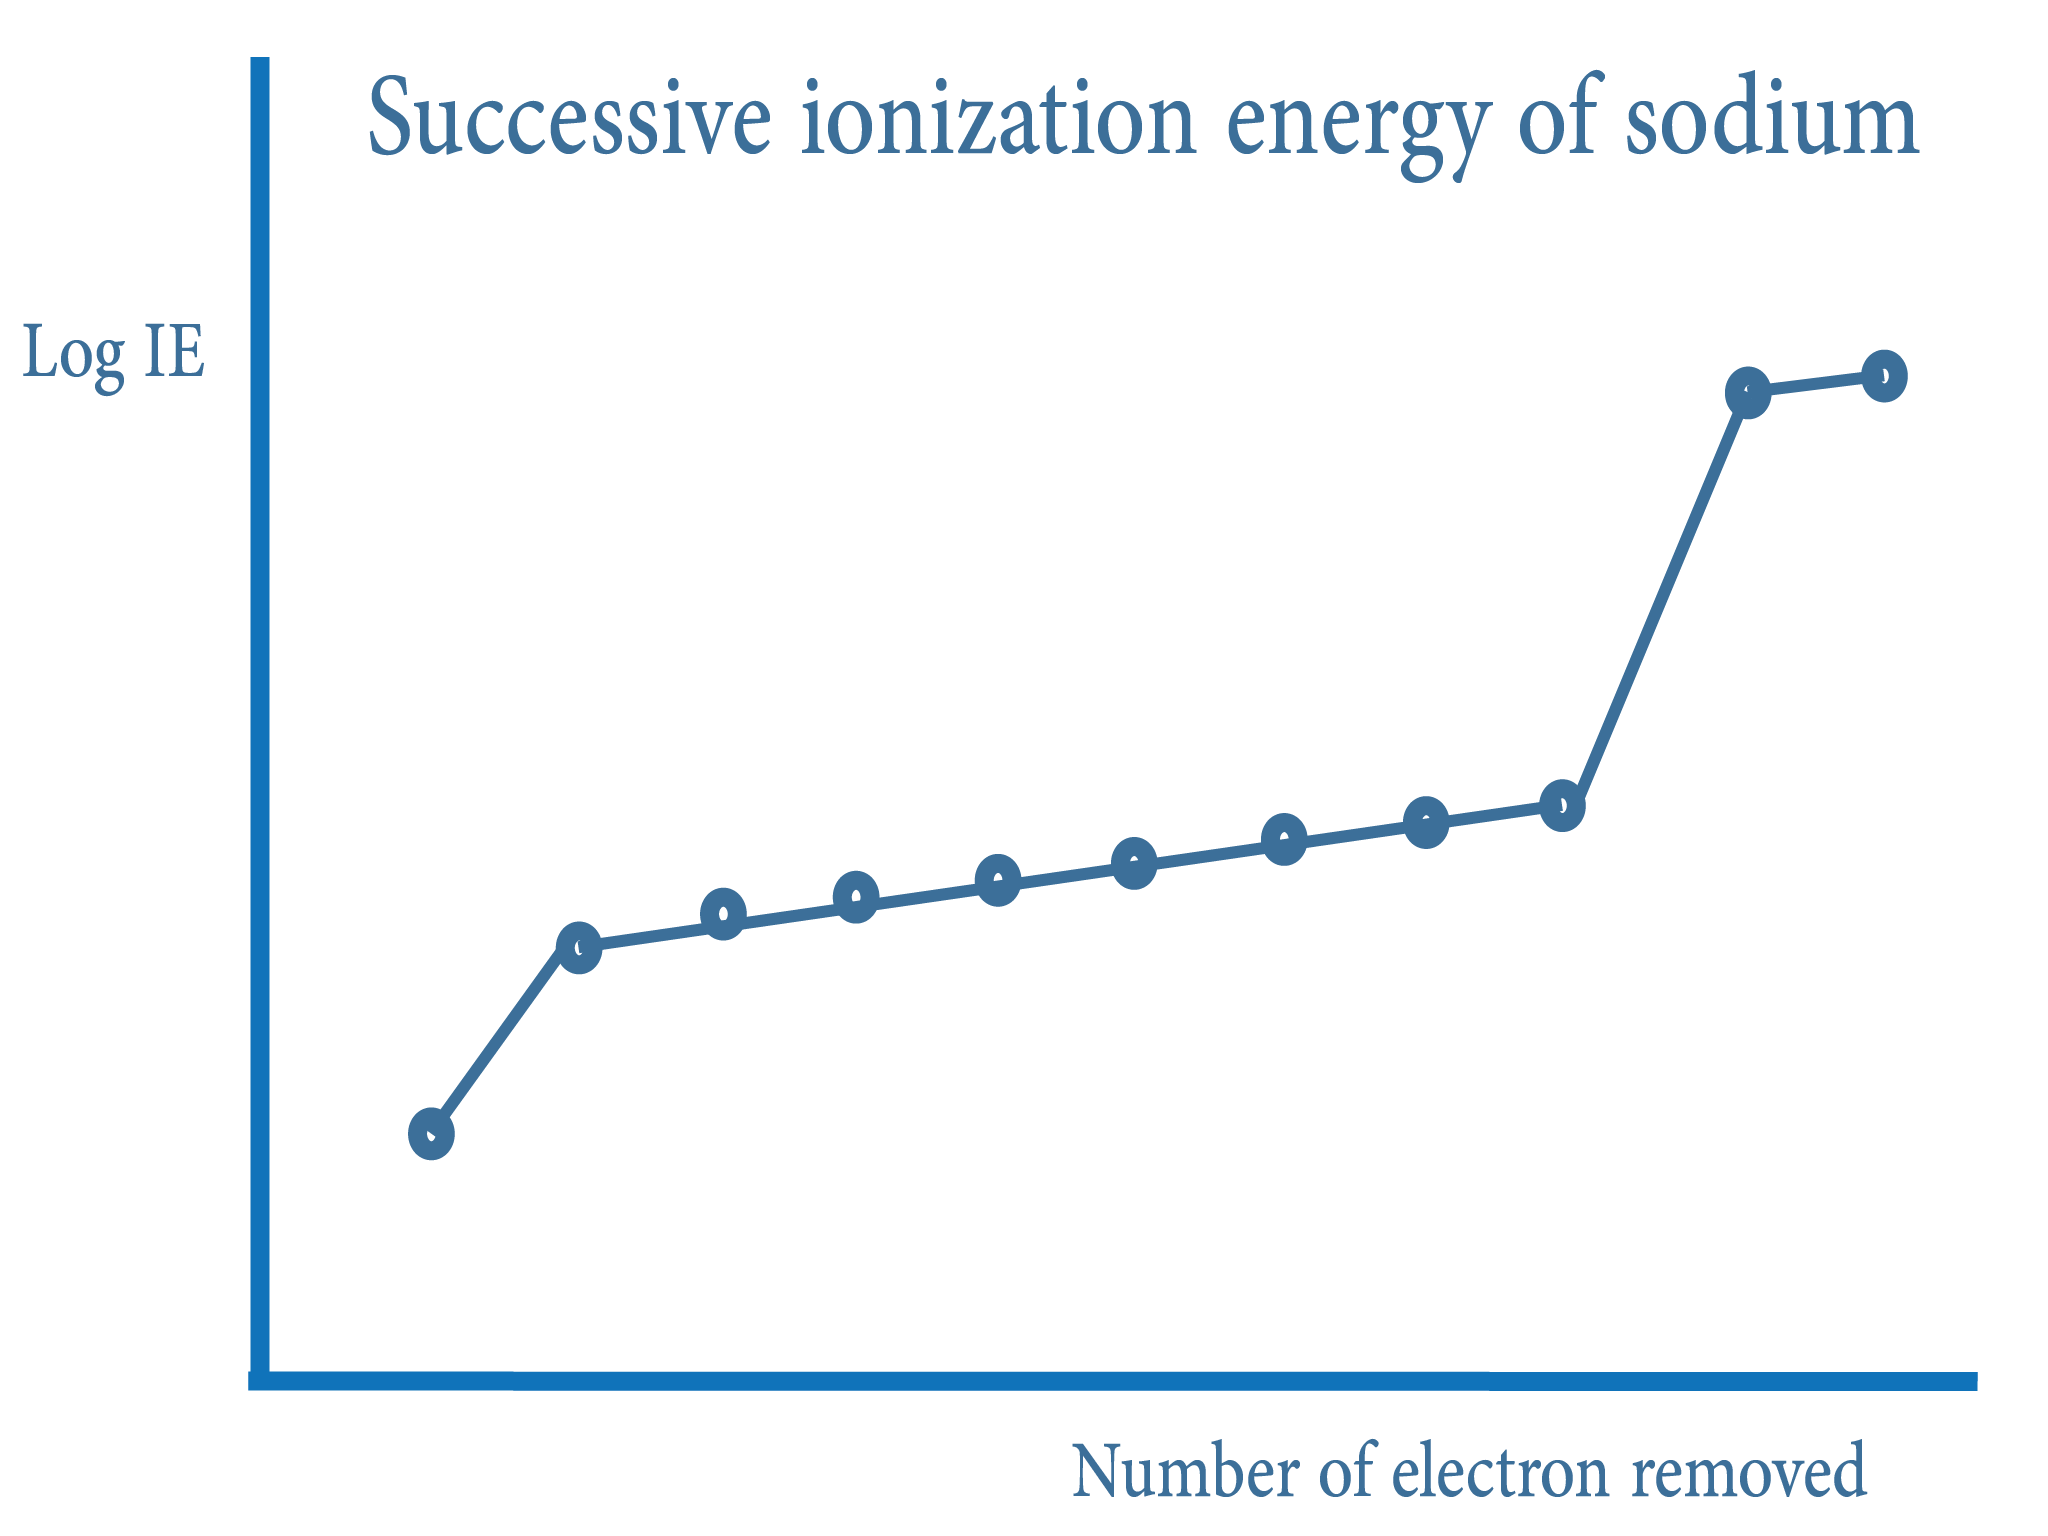 Successive ionization energy of sodium
Log IE
Number of electron removed